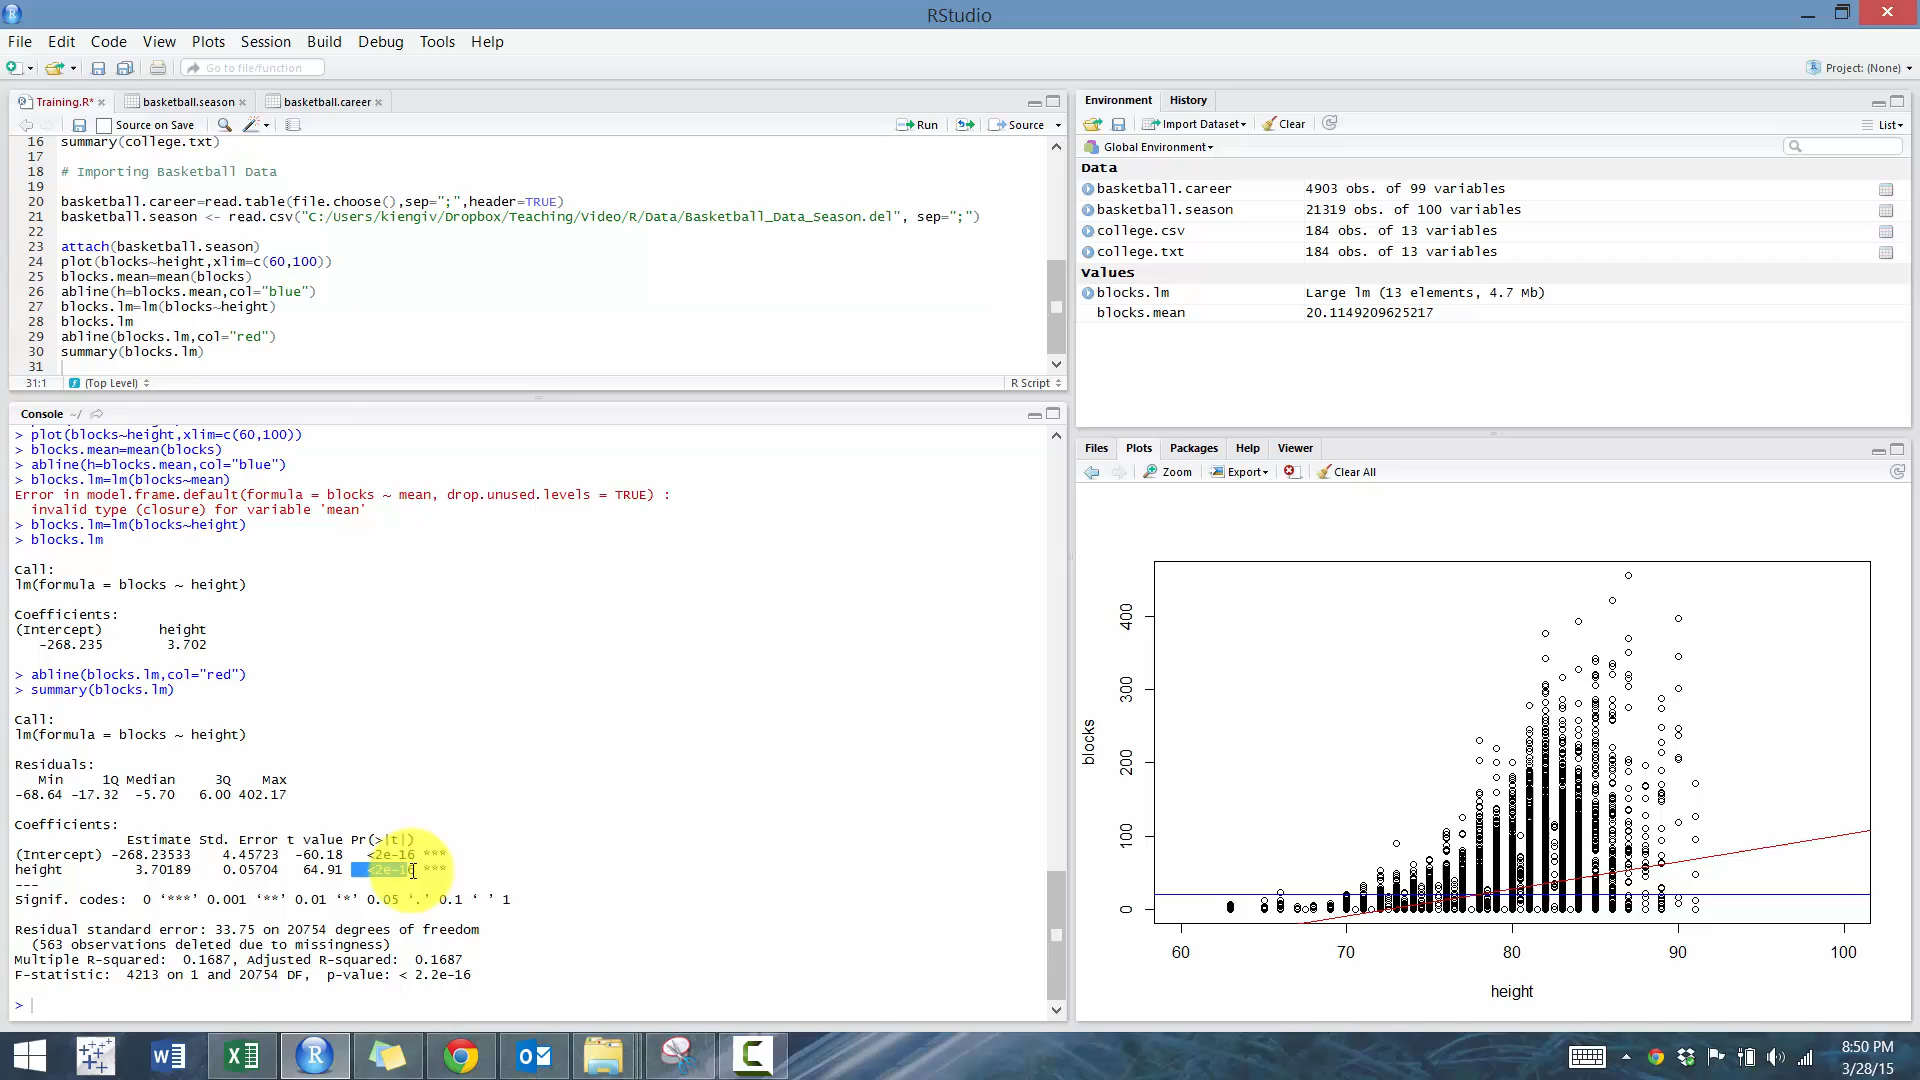 RStudio
File Edit Code View Plots Session Build Debug Tools Help
Go to file/function
Project: (None)
Training.R* basketball.season basketball.career
Source on Save Run Source
16 summary(college.txt)
17
18 # Importing Basketball Data
19
20 basketball.career=read.table(file.choose(),sep=";",header=TRUE)
21 basketball.season <- read.csv("C:/Users/kiengiv/Dropbox/Teaching/Video/R/Data/Basketball_Data_Season.del", sep=";")
22
23 attach(basketball.season)
24 plot(blocks~height,xlim=c(60,100))
25 blocks.mean=mean(blocks)
26 abline(h=blocks.mean,col="blue")
27 blocks.lm=lm(blocks~height)
28 blocks.lm
29 abline(blocks.lm,col="red")
30 summary(blocks.lm)
31
31:1 (Top Level) R Script
Console ~/
> plot(blocks~height,xlim=c(60,100))
> blocks.mean=mean(blocks)
> abline(h=blocks.mean,col="blue")
> blocks.lm=lm(blocks~mean)
Error in model.frame.default(formula = blocks ~ mean, drop.unused.levels = TRUE) :
invalid type (closure) for variable 'mean'
> blocks.lm=lm(blocks~height)
> blocks.lm
Call:
lm(formula = blocks ~ height)
Coefficients:
(Intercept) height
-268.235 3.702
> abline(blocks.lm,col="red")
> summary(blocks.lm)
Call:
lm(formula = blocks ~ height)
Residuals:
Min 1Q Median 3Q Max
-68.64 -17.32 -5.70 6.00 402.17
Coefficients:
Estimate Std. Error t value Pr(>|t|)
(Intercept) -268.23533 4.45723 -60.18 <2e-16 ***
height 3.70189 0.05704 64.91 <2e-16 ***
---
Signif. codes: 0 ‘***’ 0.001 ‘**’ 0.01 ‘*’ 0.05 ‘.’ 0.1 ‘ ’ 1
Residual standard error: 33.75 on 20754 degrees of freedom
(563 observations deleted due to missingness)
Multiple R-squared: 0.1687, Adjusted R-squared: 0.1687
F-statistic: 4213 on 1 and 20754 DF, p-value: < 2.2e-16
>
Environment History
Import Dataset Clear List
Global Environment
Data
basketball.career 4903 obs. of 99 variables
basketball.season 21319 obs. of 100 variables
college.csv 184 obs. of 13 variables
college.txt 184 obs. of 13 variables
Values
blocks.lm Large lm (13 elements, 4.7 Mb)
blocks.mean 20.1149209625217
Files Plots Packages Help Viewer
Zoom Export Clear All
400
300
200
100
0
blocks
60 70 80 90 100
height
8:50 PM
3/28/15